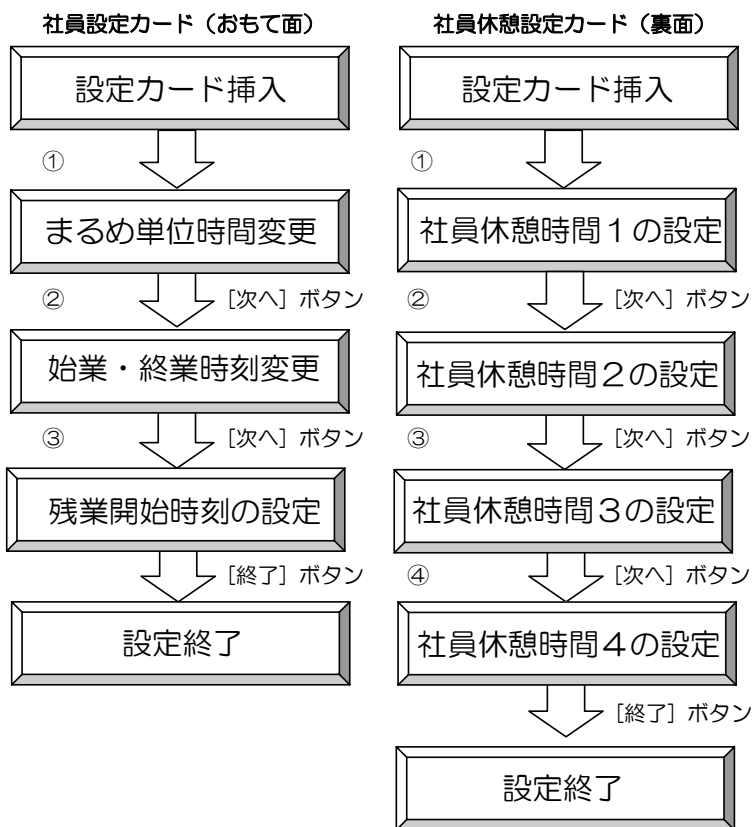 社員設定カード（おもて面）
設定カード挿入
①
まるめ単位時間変更
② ［次へ］ボタン
始業・終業時刻変更
③ ［次へ］ボタン
残業開始時刻の設定
［終了］ボタン
設定終了
社員休憩設定カード（裏面）
設定カード挿入
①
社員休憩時間１の設定
② ［次へ］ボタン
社員休憩時間２の設定
③ ［次へ］ボタン
社員休憩時間３の設定
④ ［次へ］ボタン
社員休憩時間４の設定
［終了］ボタン
設定終了